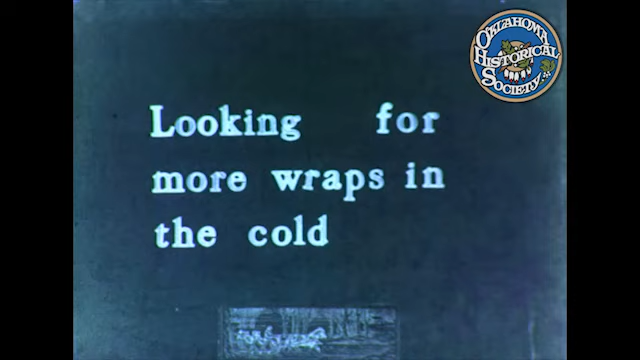 Looking for
more wraps in
the cold
OKLAHOMA
HISTORICAL
SOCIETY